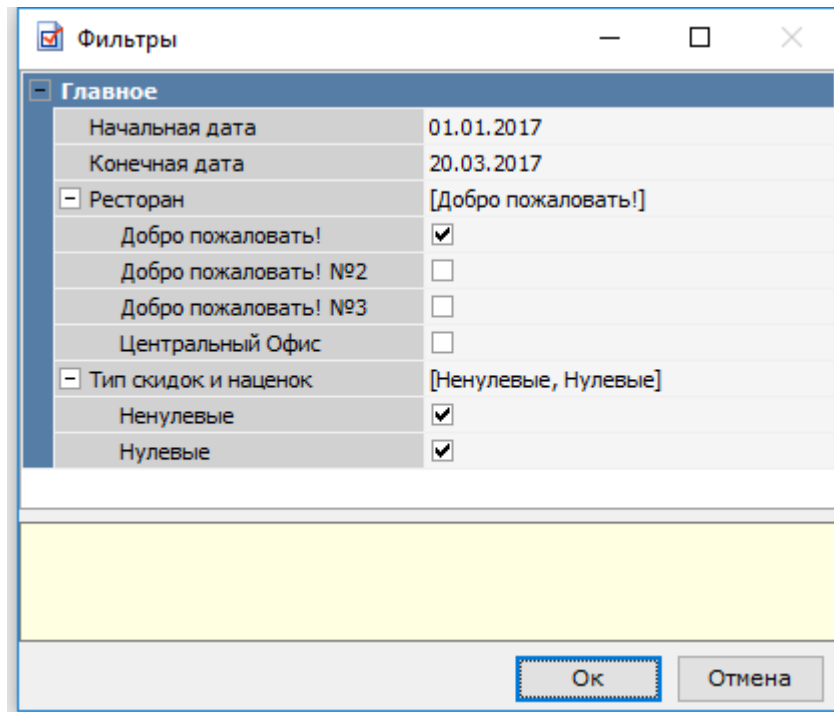 Фильтры
Главное
Начальная дата 01.01.2017
Конечная дата 20.03.2017
Ресторан [Добро пожаловать!]
Добро пожаловать!
Добро пожаловать! №2
Добро пожаловать! №3
Центральный Офис
Тип скидок и наценок [Ненулевые, Нулевые]
Ненулевые
Нулевые
Ок Отмена